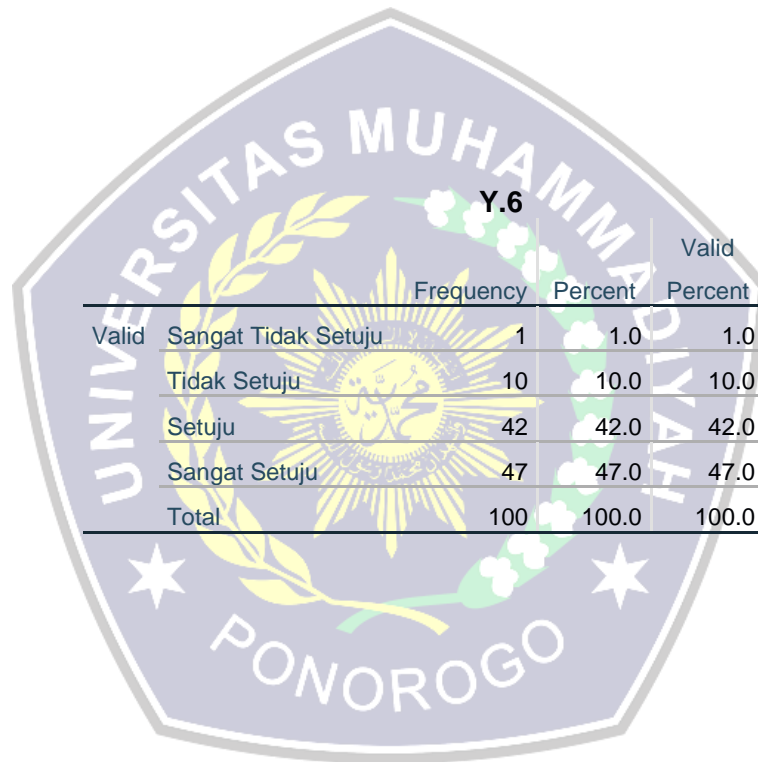 UNIVERSITAS MUHAMMADIYAH
Y.6
Valid
Frequency Percent Percent
Valid Sangat Tidak Setuju 1 1.0 1.0
Tidak Setuju 10 10.0 10.0
Setuju 42 42.0 42.0
Sangat Setuju 47 47.0 47.0
Total 100 100.0 100.0
PONOROGO